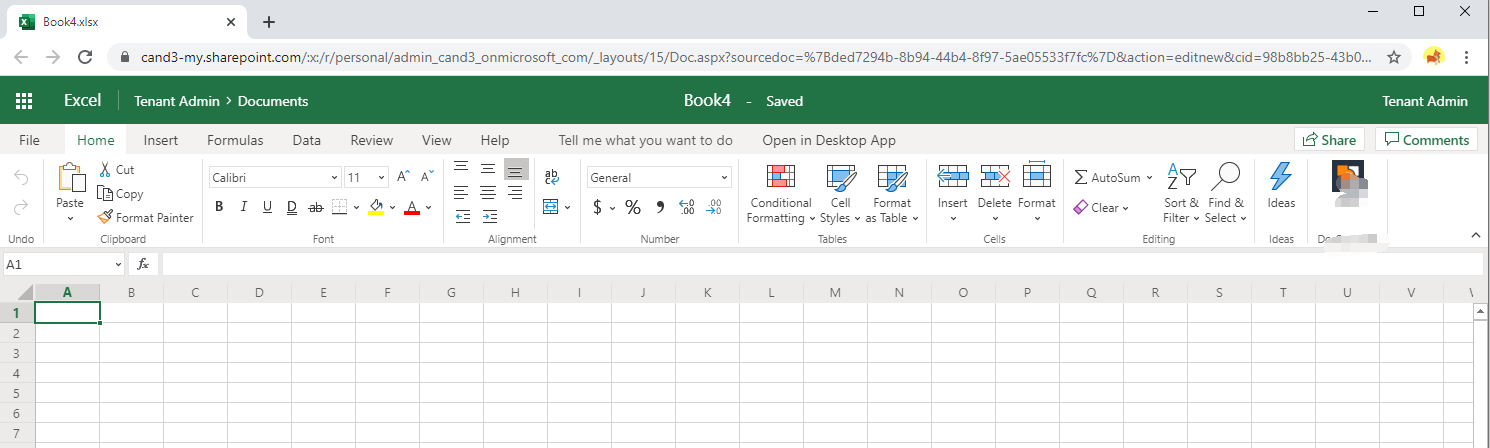 Book4.xlsx
cand3-my.sharepoint.com/:x:/r/personal/admin_cand3_onmicrosoft_com/_layouts/15/Doc.aspx?sourcedoc=%7Bded7294b-8b94-44b4-8f97-5ae05533f7fc%7D&action=editnew&cid=98b8bb25-43b0...
Excel Tenant Admin > Documents Book4 - Saved Tenant Admin
File Home Insert Formulas Data Review View Help Tell me what you want to do Open in Desktop App Share Comments
Cut
Calibri 11 A A ab General $ % , .00 .00
Copy
Paste Format Painter
B I U D ab A
Conditional Formatting Cell Styles Format as Table
Insert Delete Format
AutoSum
Clear
Sort & Filter Find & Select
Ideas
Undo Clipboard Font Alignment Number Tables Cells Editing Ideas
A1 fx
A B C D E F G H I J K L M N O P Q R S T U V
1
2
3
4
5
6
7